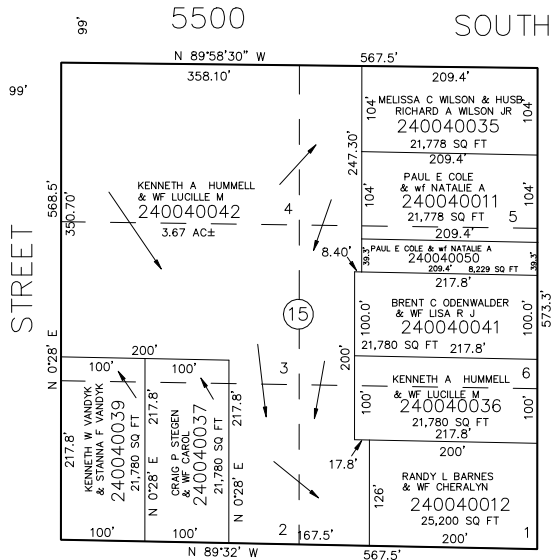 5500 SOUTH
99'
99'
N 89°58'30" W 567.5'
358.10'
209.4'
MELISSA C WILSON & HUSB
RICHARD A WILSON JR
240040035
21,778 SQ FT
104'
104'
209.4'
247.30'
PAUL E COLE
& wf NATALIE A
240040011
21,778 SQ FT
104'
104'
5
209.4'
KENNETH A HUMMELL
& WF LUCILLE M
240040042
3.67 AC±
4
568.5'
350.70'
STREET
N 0°28' E
8.40'
PAUL E COLE & wf NATALIE A
240040050
209.4' 8,229 SQ FT
39.3'
39.3'
217.8'
BRENT C ODENWALDER
& WF LISA R J
240040041
21,780 SQ FT 217.8'
100.0'
100.0'
573.3'
15
200'
3
6
KENNETH A HUMMELL
& WF LUCILLE M
240040036
21,780 SQ FT
217.8'
100'
100'
17.8'
200'
200'
100'
100'
217.8'
KENNETH W VANDYK
& STANNA F VANDYK
240040039
21,780 SQ FT
217.8'
N 0°28' E
CRAIG P STEGEN
& WF CAROL
240040037
21,780 SQ FT
217.8'
N 0°28' E
100'
100'
2
167.5'
126'
RANDY L BARNES
& WF CHERALYN
240040012
25,200 SQ FT
200'
1
N 89°32' W 567.5'